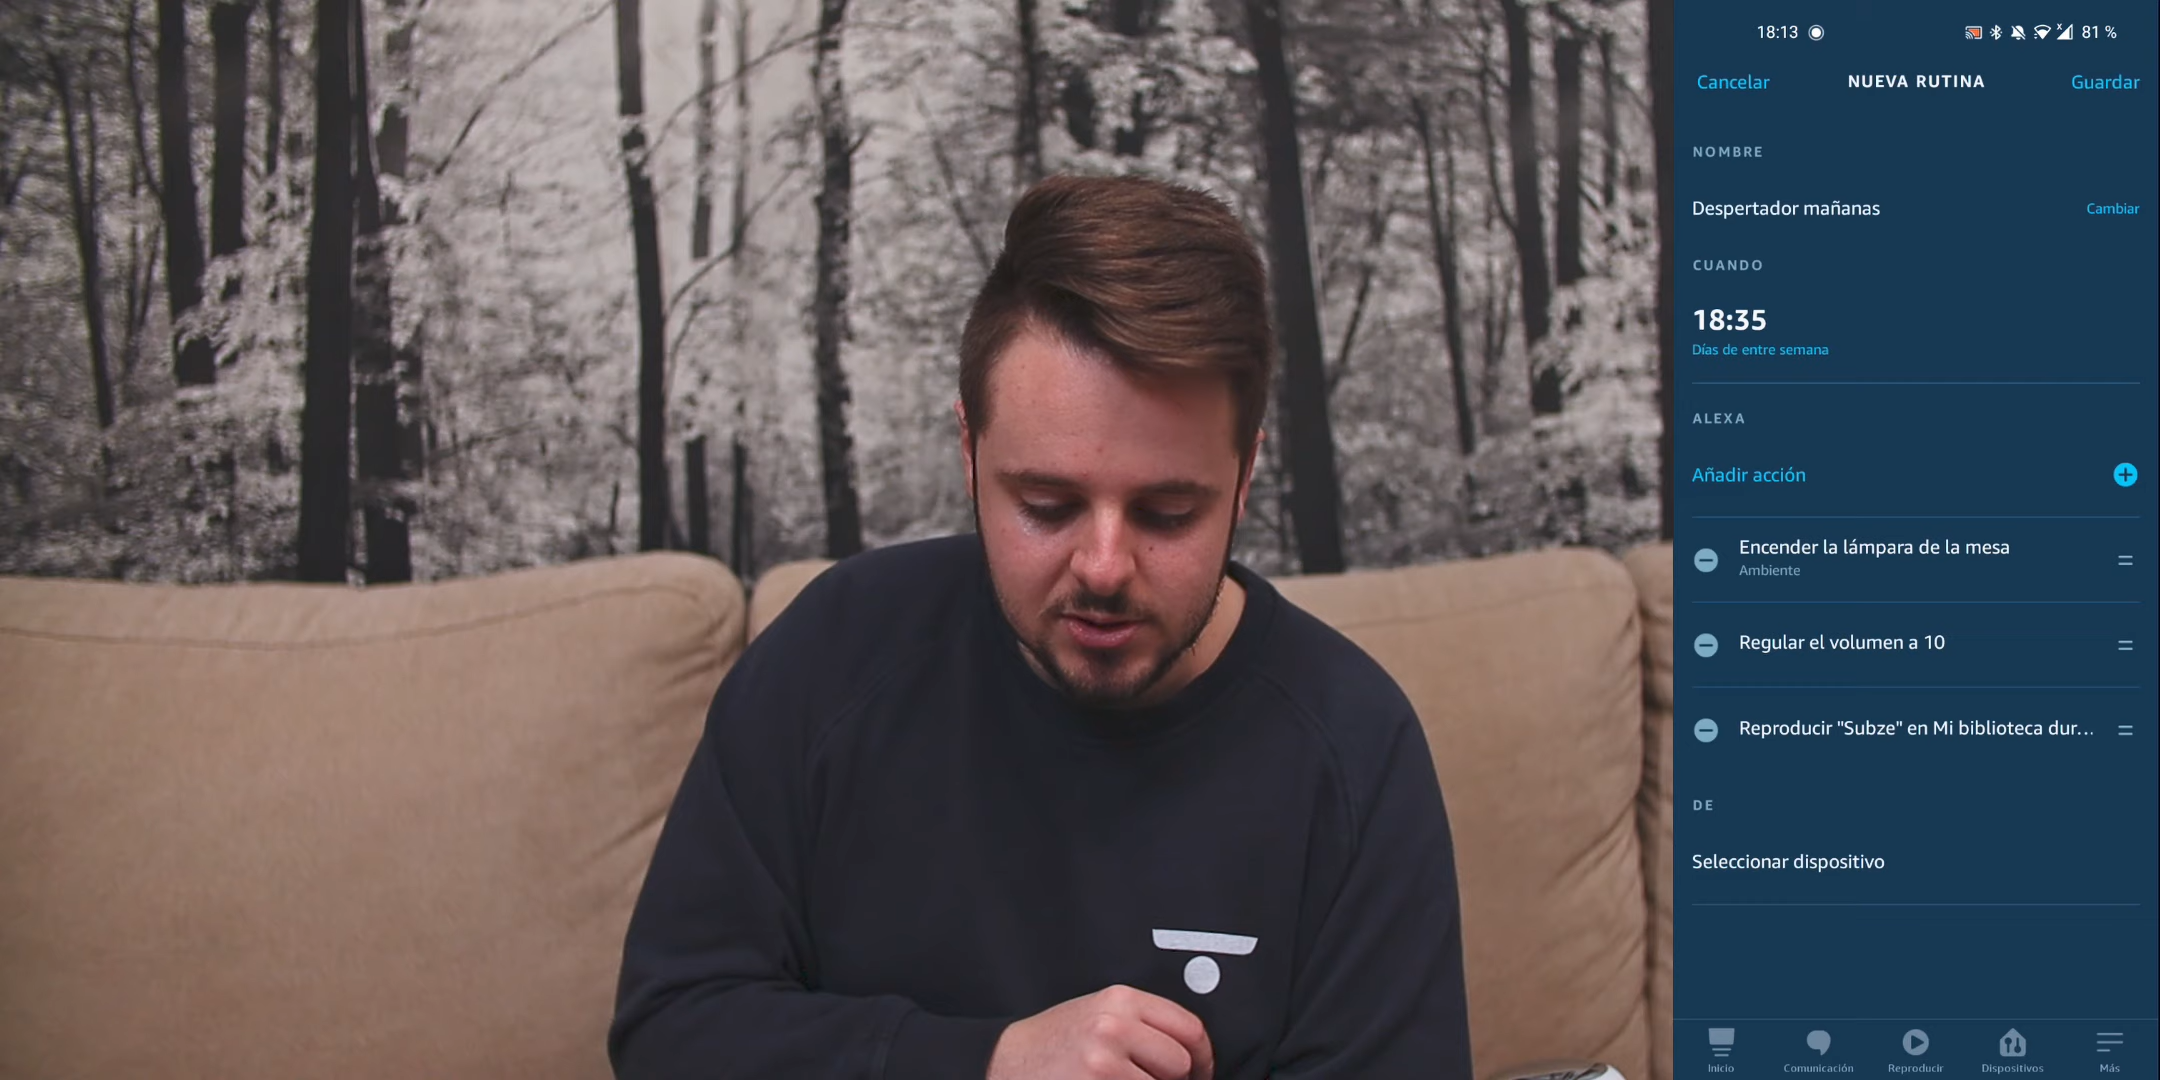 18:13
81 %
Cancelar
NUEVA RUTINA
Guardar
NOMBRE
Despertador mañanas
Cambiar
CUANDO
18:35
Días de entre semana
ALEXA
Añadir acción
Encender la lámpara de la mesa
Ambiente
Regular el volumen a 10
Reproducir "Subze" en Mi biblioteca dur...
DE
Seleccionar dispositivo
Inicio
Comunicación
Reproducir
Dispositivos
Más